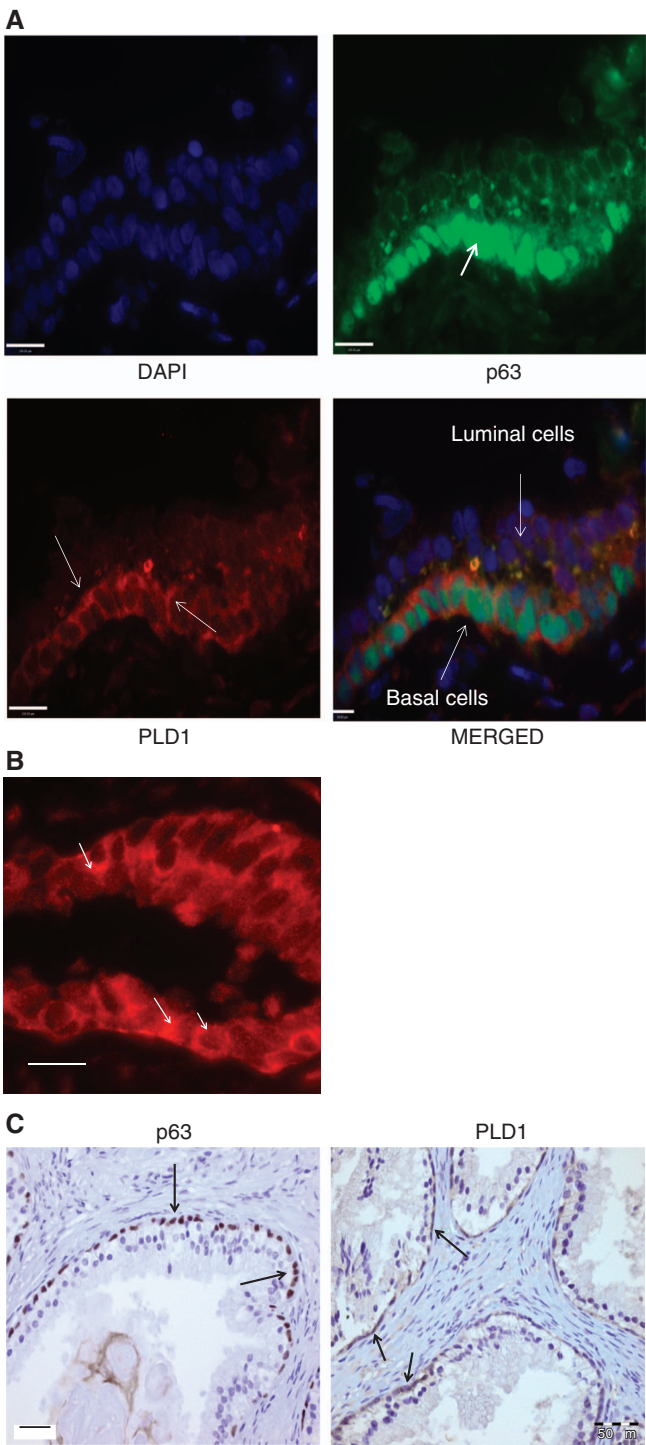 A
DAPI
p63
Luminal cells
Basal cells
PLD1
MERGED
B
C
p63
PLD1
50 m